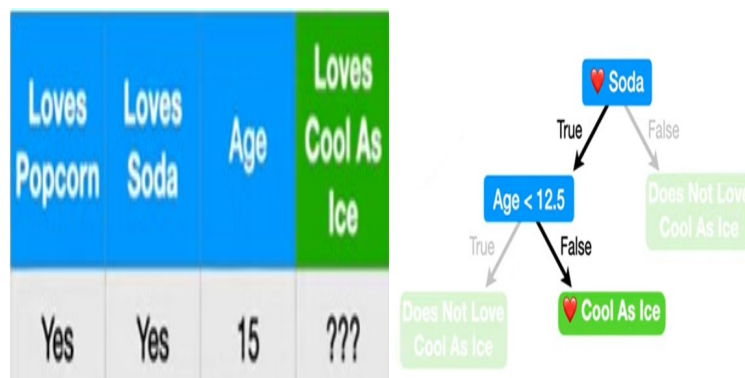 Loves
Popcorn
Loves
Soda
Age
Loves
Cool As
Ice
Yes
Yes
15
???
❤️ Soda
True
False
Age < 12.5
Does Not Love
Cool As Ice
True
False
Does Not Love
Cool As Ice
❤️ Cool As Ice